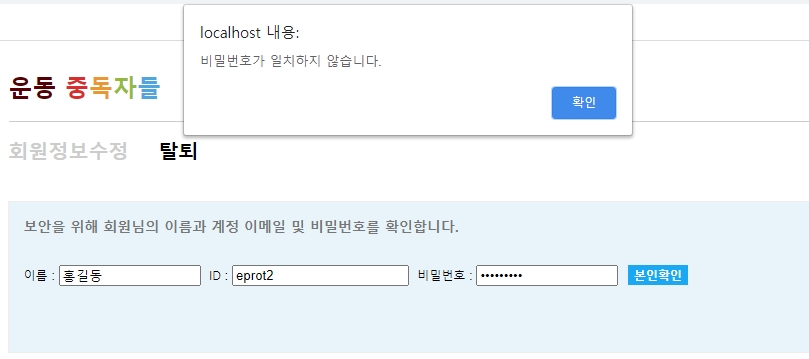 localhost 내용:
비밀번호가 일치하지 않습니다.
확인
운동 중독자들
회원정보수정 탈퇴
보안을 위해 회원님의 이름과 계정 이메일 및 비밀번호를 확인합니다.
이름 : 홍길동 ID : eprot2 비밀번호 : ••••••••• 본인확인